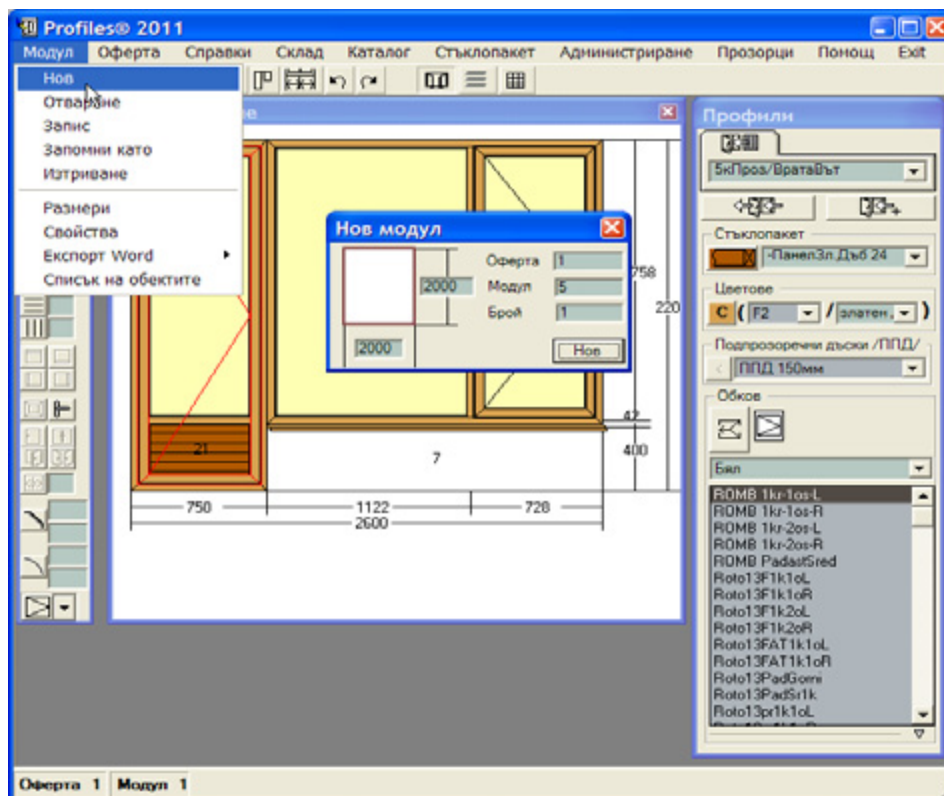 Profiles® 2011
Модул Оферта Справки Склад Каталог Стъклопакет Администриране Прозорци Помощ Exit
Нов
Отваряне
Запис
Запомни като
Изтриване
Размери
Свойства
Експорт Word
Списък на обектите
Нов модул
2000
2000
Оферта 1
Модул 5
Брой 1
Нов
758
220
42
400
21
7
750 1122 728
2600
Профили
5кПроз/ВратаВът
Стъклопакет
-ПанелЗл.Дъб 24
Цветове
C ( F2 / златен, )
Подпрозоречни дъски /ППД/
< ППД 150мм
Обков
Бял
ROMB 1kr-1os-L
ROMB 1kr-1os-R
ROMB 1kr-2os-L
ROMB 1kr-2os-R
ROMB PadastSred
Roto13F1k1oL
Roto13F1k1oR
Roto13F1k2oL
Roto13F1k2oR
Roto13FAT1k1oL
Roto13FAT1k1oR
Roto13PadGorni
Roto13PadSr1k
Roto13pr1k1oL
Оферта 1 Модул 1